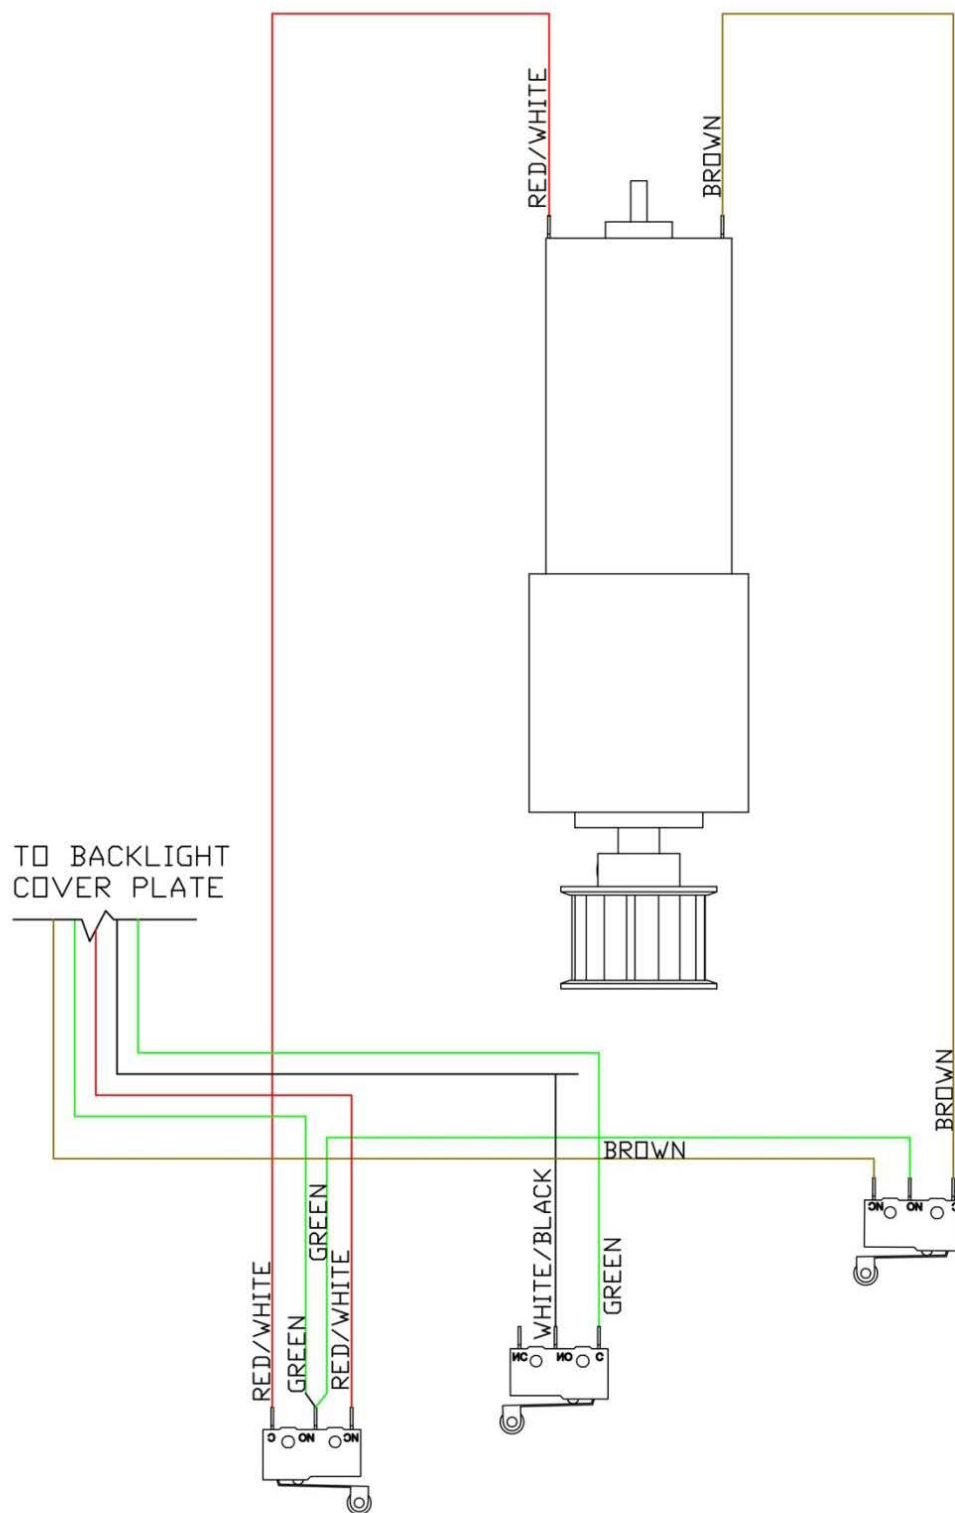 RED/WHITE
BROWN
TO BACKLIGHT
COVER PLATE
BROWN
BROWN
GREEN
WHITE/BLACK
GREEN
RED/WHITE
GREEN
RED/WHITE
NC NO C
NC NO C
C NO NC